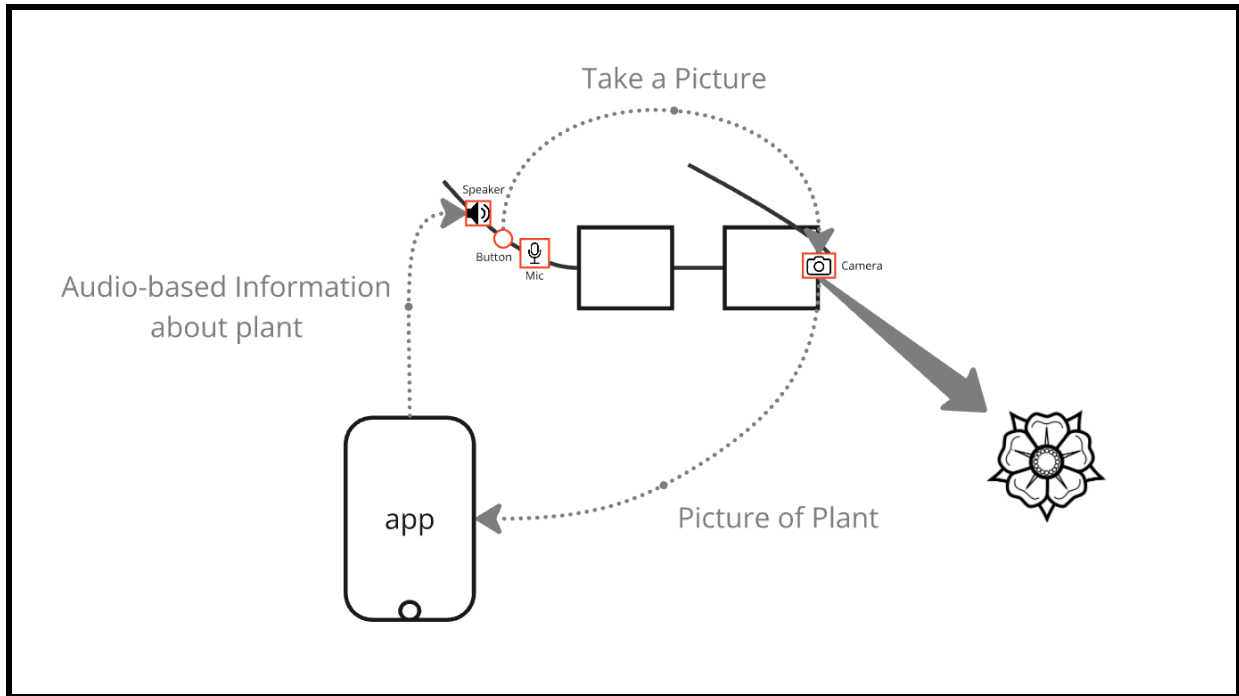 Take a Picture
Speaker
Button
Mic
Camera
Audio-based Information
about plant
app
Picture of Plant